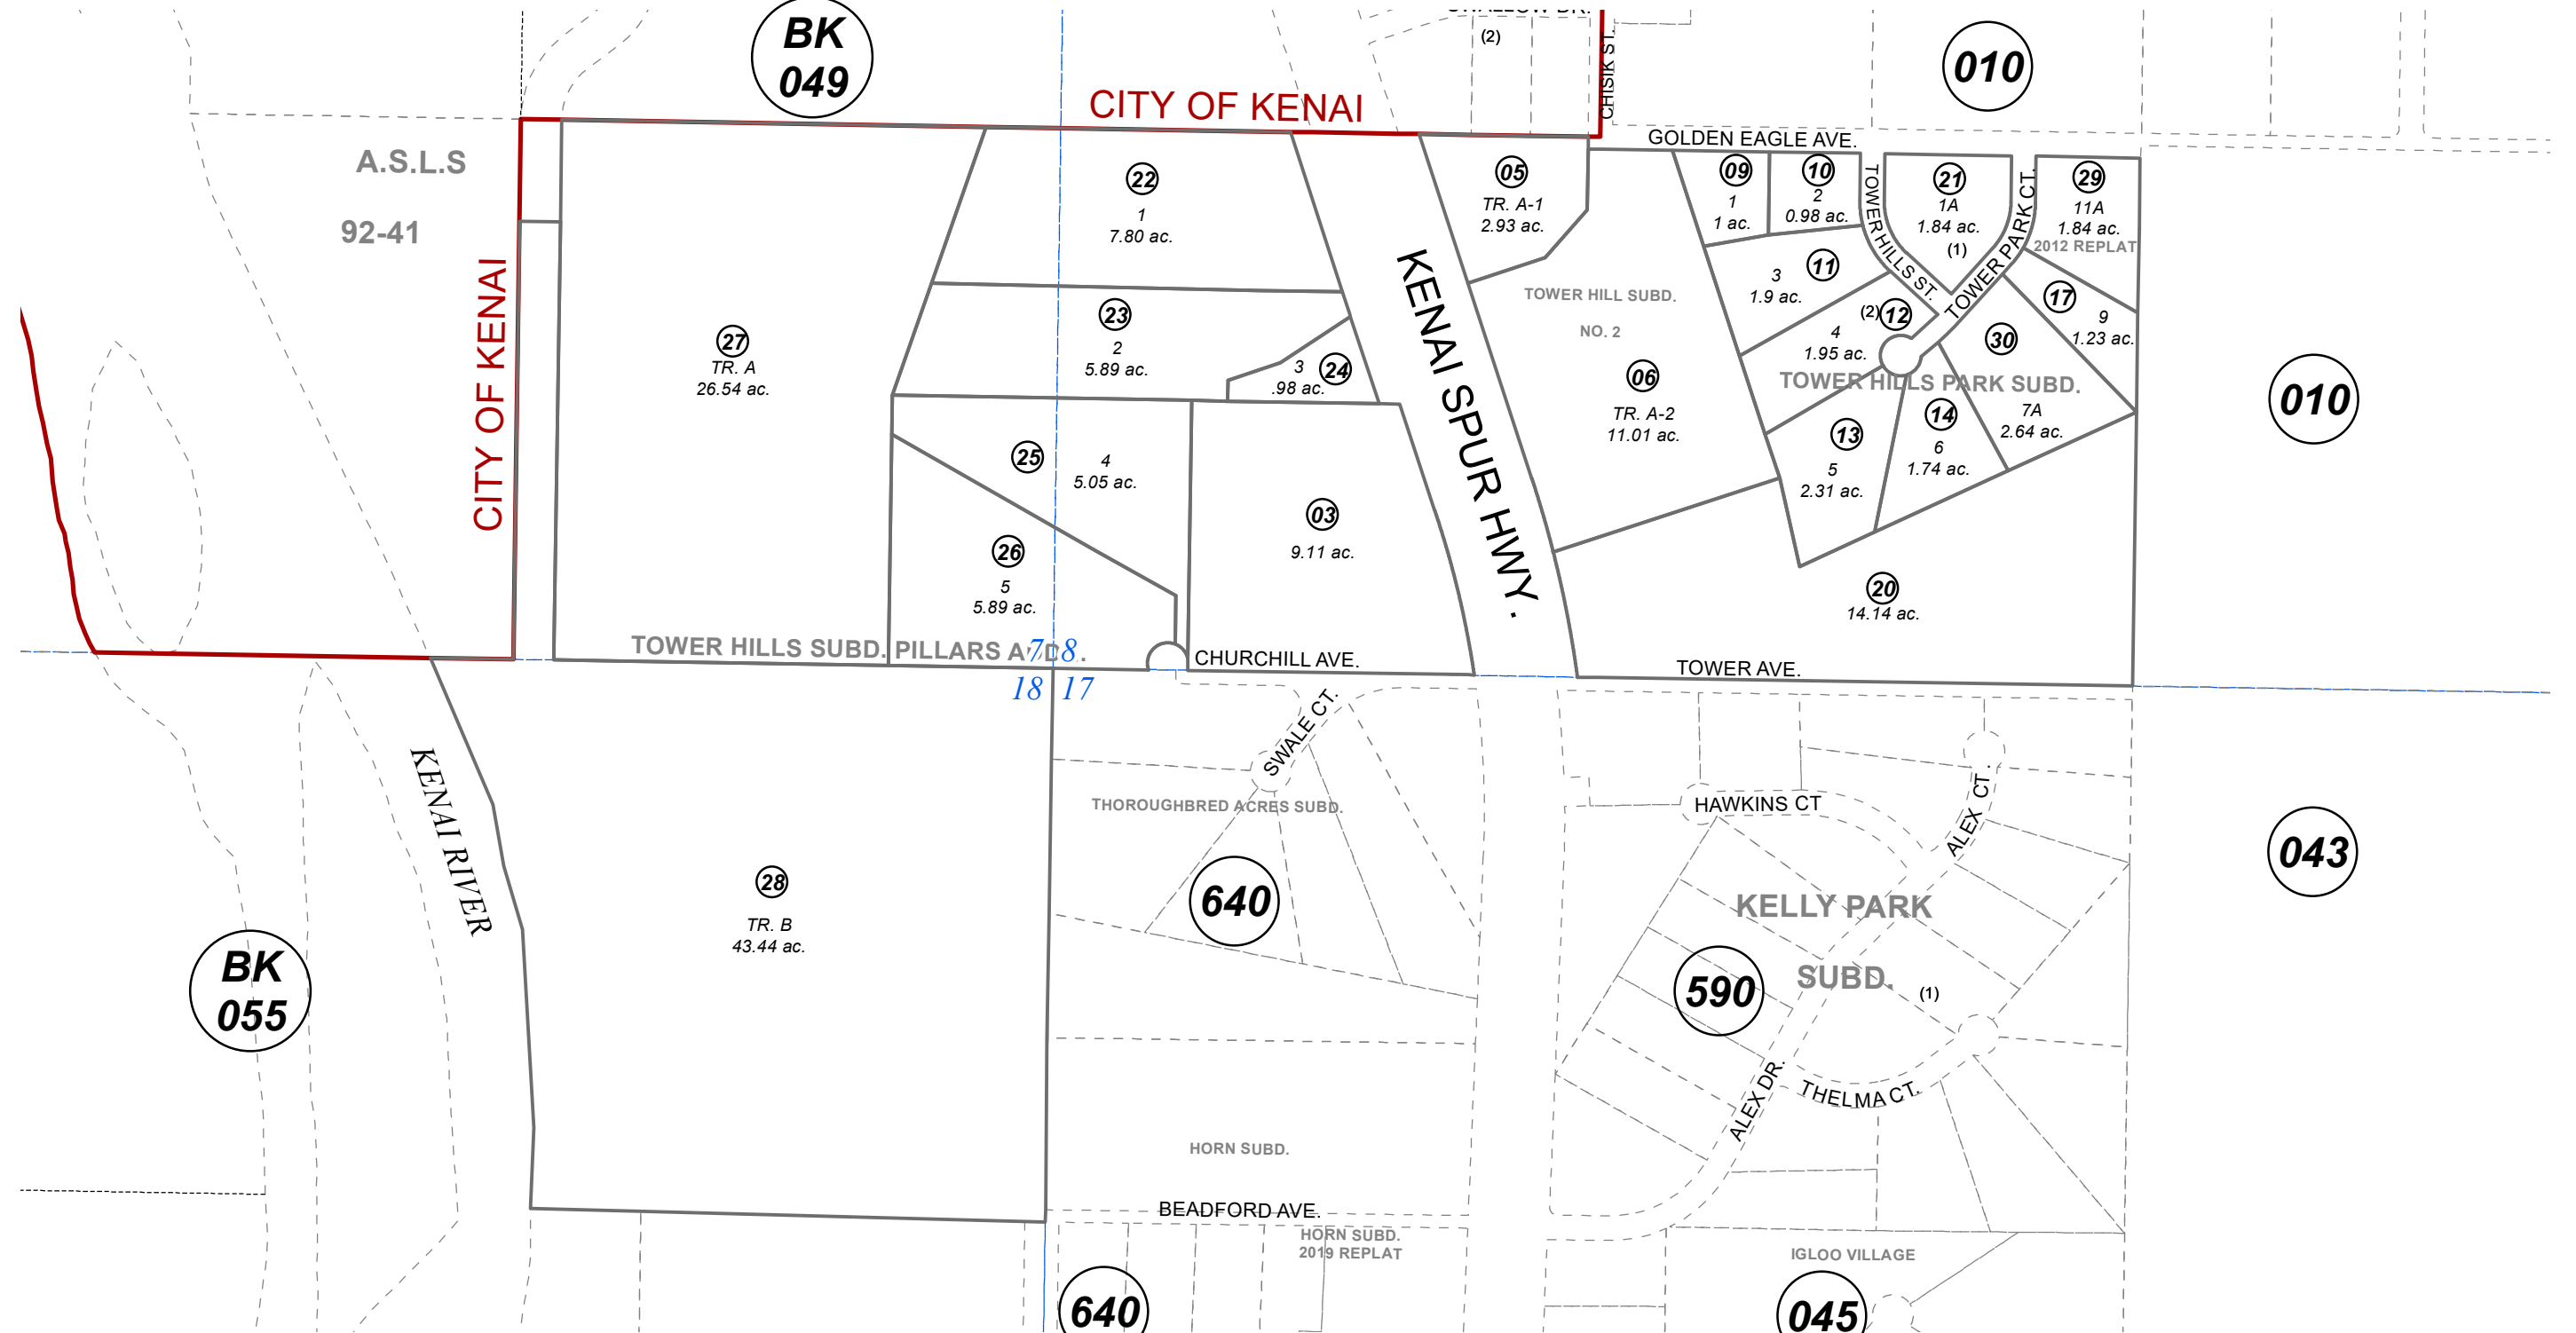 SWALLOW DR.
(2)
BK
049
CHISIK ST.
010
CITY OF KENAI
GOLDEN EAGLE AVE.
A.S.L.S
92-41
CITY OF KENAI
22
1
7.80 ac.
05
TR. A-1
2.93 ac.
09
1
1 ac.
10
2
0.98 ac.
TOWER HILLS ST.
21
1A
1.84 ac.
(1)
TOWER PARK CT.
29
11A
1.84 ac.
2012 REPLAT
11
3
1.9 ac.
17
9
1.23 ac.
TOWER HILL SUBD.
NO. 2
27
TR. A
26.54 ac.
23
2
5.89 ac.
24
3
.98 ac.
KENAI SPUR HWY.
(2)
12
4
1.95 ac.
30
7A
2.64 ac.
TOWER HILLS PARK SUBD.
06
TR. A-2
11.01 ac.
010
13
5
2.31 ac.
14
6
1.74 ac.
25
4
5.05 ac.
03
9.11 ac.
26
5
5.89 ac.
20
14.14 ac.
TOWER HILLS SUBD. PILLARS
7 8
18 17
CHURCHILL AVE.
TOWER AVE.
SWALE CT.
KENAI RIVER
THOROUGHBRED ACRES SUBD.
HAWKINS CT
ALEX CT.
043
28
TR. B
43.44 ac.
640
KELLY PARK
SUBD.
(1)
590
BK
055
ALEX DR.
THELMA CT.
HORN SUBD.
BEADFORD AVE.
HORN SUBD.
2019 REPLAT
IGLOO VILLAGE
640
045